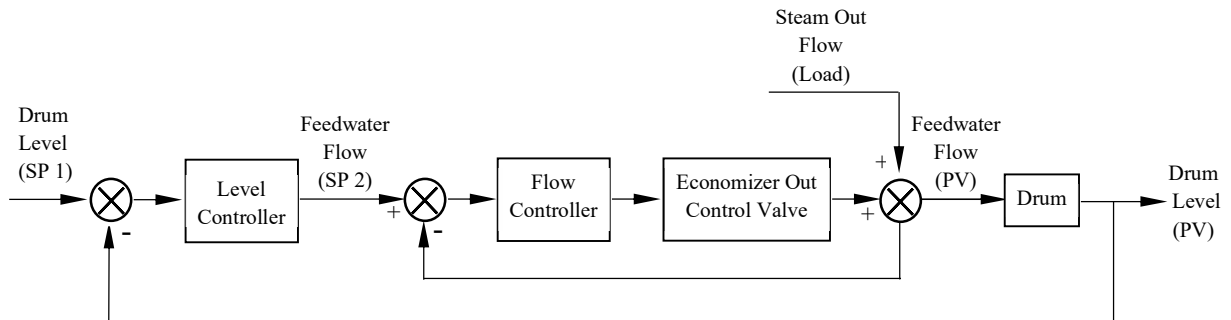 Steam Out
Flow
(Load)
Drum
Level
(SP 1)
-
Level
Controller
Feedwater
Flow
(SP 2)
+
-
Flow
Controller
Economizer Out
Control Valve
+
+
Feedwater
Flow
(PV)
Drum
Drum
Level
(PV)